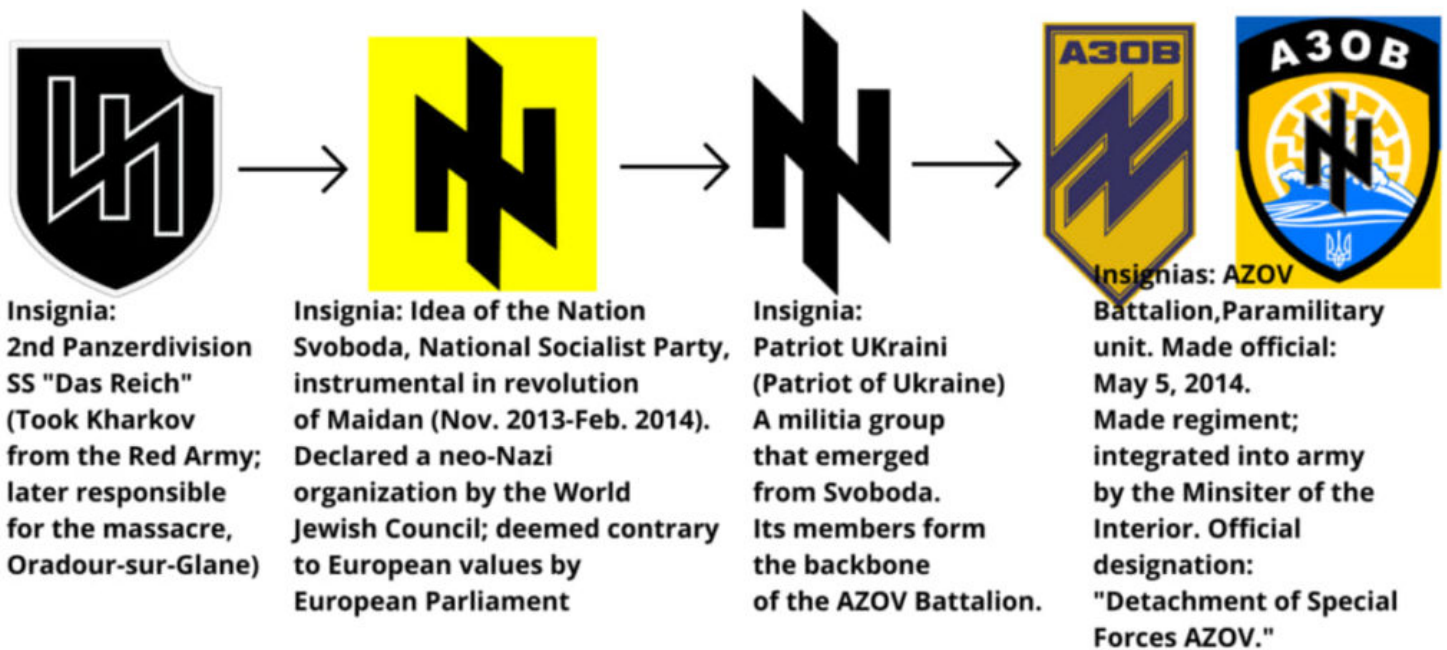 АЗОВ
АЗОВ
Insignia:
2nd Panzerdivision
SS "Das Reich"
(Took Kharkov
from the Red Army;
later responsible
for the massacre,
Oradour-sur-Glane)
Insignia: Idea of the Nation
Svoboda, National Socialist Party,
instrumental in revolution
of Maidan (Nov. 2013-Feb. 2014).
Declared a neo-Nazi
organization by the World
Jewish Council; deemed contrary
to European values by
European Parliament
Insignia:
Patriot UKraini
(Patriot of Ukraine)
A militia group
that emerged
from Svoboda.
Its members form
the backbone
of the AZOV Battalion.
Insignias: AZOV
Battalion,Paramilitary
unit. Made official:
May 5, 2014.
Made regiment;
integrated into army
by the Minsiter of the
Interior. Official
designation:
"Detachment of Special
Forces AZOV."